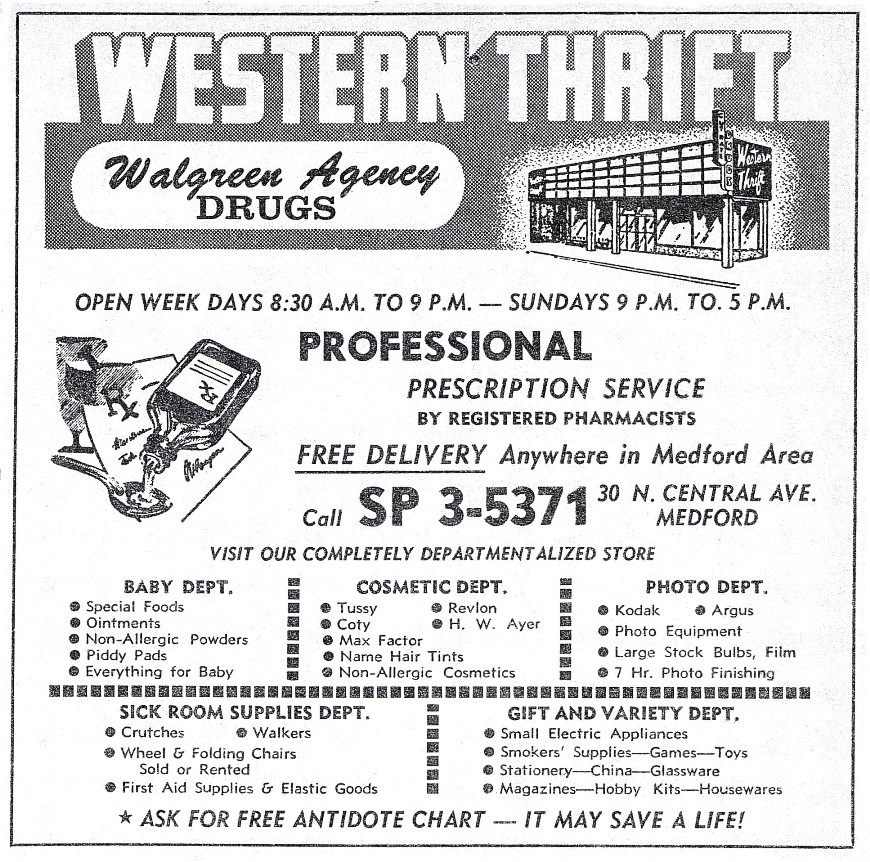 WESTERN THRIFT
Walgreen Agency
DRUGS
Western
Thrift
OPEN WEEK DAYS 8:30 A.M. TO 9 P.M. — SUNDAYS 9 P.M. TO. 5 P.M.
PROFESSIONAL
PRESCRIPTION SERVICE
BY REGISTERED PHARMACISTS
Rx
Rx
FREE DELIVERY Anywhere in Medford Area
Call SP 3-5371 30 N. CENTRAL AVE.
MEDFORD
VISIT OUR COMPLETELY DEPARTMENTALIZED STORE
BABY DEPT.
● Special Foods
● Ointments
● Non-Allergic Powders
● Piddy Pads
● Everything for Baby
COSMETIC DEPT.
● Tussy ● Revlon
● Coty ● H. W. Ayer
● Max Factor
● Name Hair Tints
● Non-Allergic Cosmetics
PHOTO DEPT.
● Kodak ● Argus
● Photo Equipment
● Large Stock Bulbs, Film
● 7 Hr. Photo Finishing
SICK ROOM SUPPLIES DEPT.
● Crutches ● Walkers
● Wheel & Folding Chairs
Sold or Rented
● First Aid Supplies & Elastic Goods
GIFT AND VARIETY DEPT.
● Small Electric Appliances
● Smokers' Supplies—Games—Toys
● Stationery—China—Glassware
● Magazines—Hobby Kits—Housewares
★ ASK FOR FREE ANTIDOTE CHART — IT MAY SAVE A LIFE!